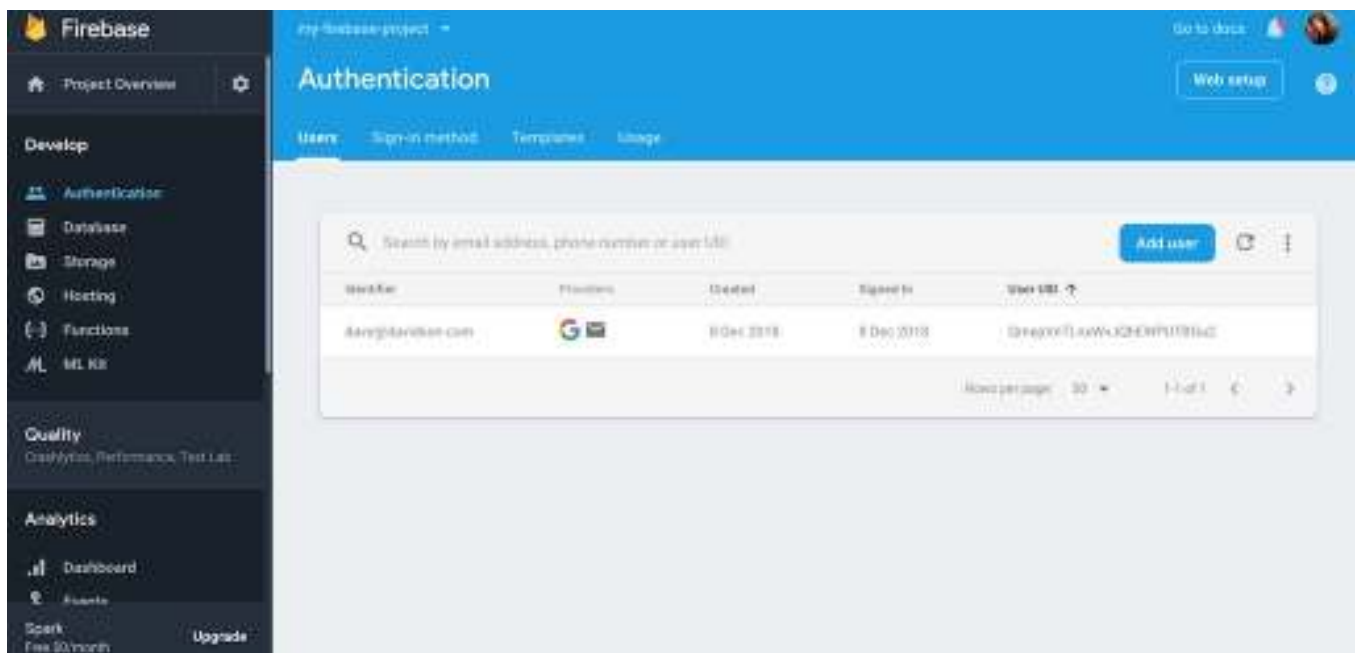 Firebase
my-firebase-project
Go to docs
Project Overview
Authentication
Web setup
Develop
Users Sign-in method Templates Usage
Authentication
Database
Storage
Hosting
Functions
ML Kit
Search by email address, phone number or user UID
Add user
Identifier Providers Created Signed In User UID ↑
8 Dec 2018 8 Dec 2018
Rows per page: 50 1-1 of 1
Quality
Crashlytics, Performance, Test Lab
Analytics
Dashboard
Events
Spark
Free $0/month
Upgrade